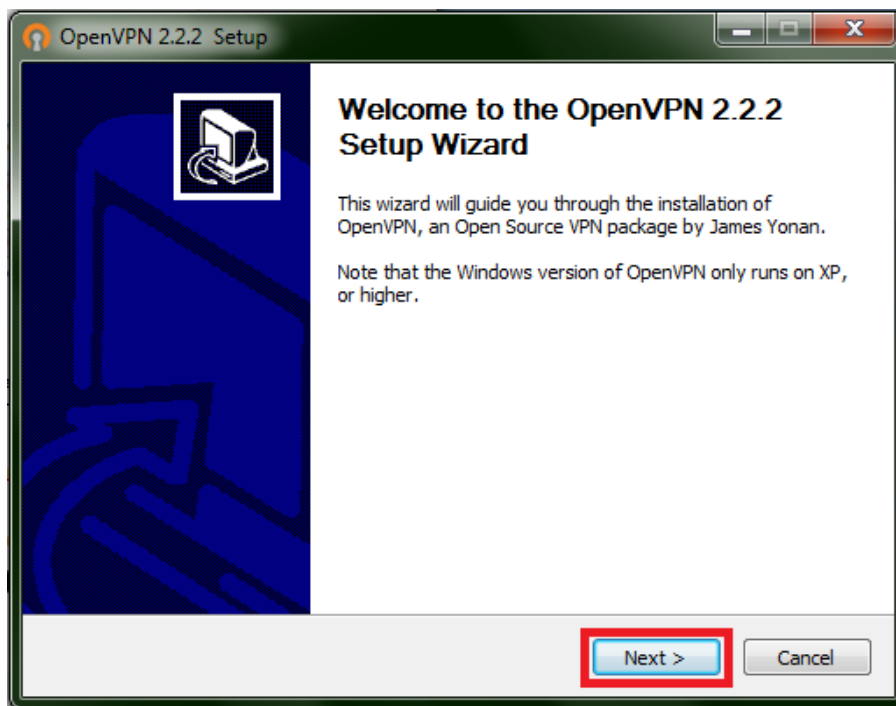 OpenVPN 2.2.2 Setup
Welcome to the OpenVPN 2.2.2
Setup Wizard
This wizard will guide you through the installation of
OpenVPN, an Open Source VPN package by James Yonan.
Note that the Windows version of OpenVPN only runs on XP,
or higher.
Next >
Cancel